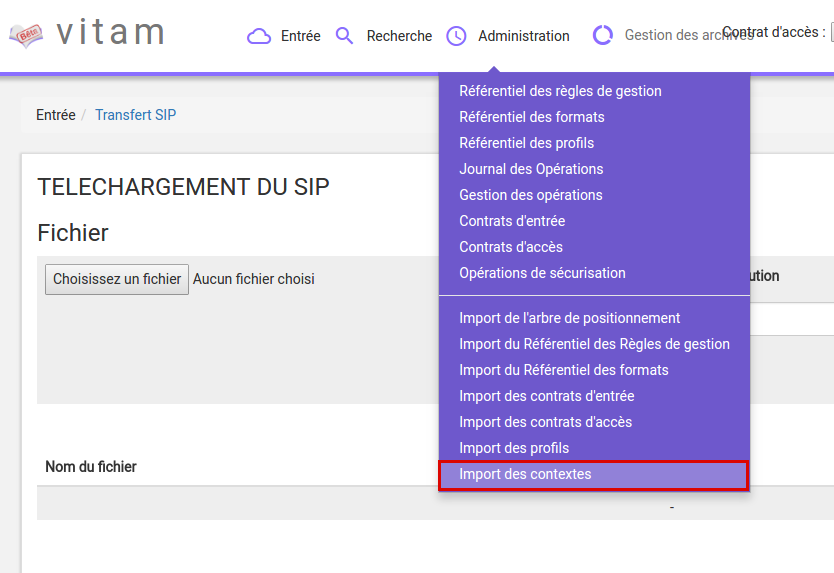 Bêta
vitam
Entrée
Recherche
Administration
Gestion des archives
Contrat d'accès :
Entrée / Transfert SIP
TELECHARGEMENT DU SIP
Fichier
Choisissez un fichier Aucun fichier choisi
Nom du fichier
Référentiel des règles de gestion
Référentiel des formats
Référentiel des profils
Journal des Opérations
Gestion des opérations
Contrats d'entrée
Contrats d'accès
Opérations de sécurisation
Import de l'arbre de positionnement
Import du Référentiel des Règles de gestion
Import du Référentiel des formats
Import des contrats d'entrée
Import des contrats d'accès
Import des profils
Import des contextes
ution
-